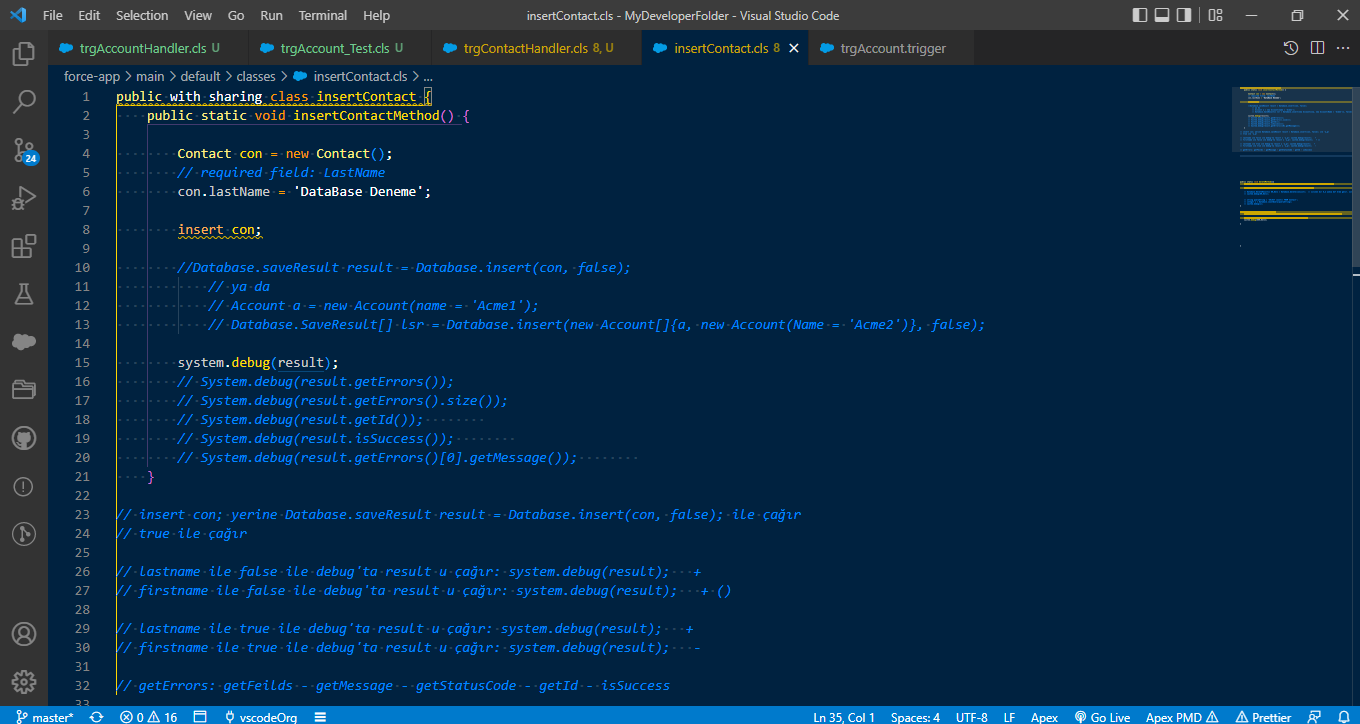 File Edit Selection View Go Run Terminal Help
insertContact.cls - MyDeveloperFolder - Visual Studio Code
trgAccountHandler.cls U
trgAccount_Test.cls U
trgContactHandler.cls 8, U
insertContact.cls 8
trgAccount.trigger
force-app > main > default > classes > insertContact.cls > ...
1 public with sharing class insertContact {
2 public static void insertContactMethod() {
3
4 Contact con = new Contact();
5 // required field: LastName
6 con.lastName = 'DataBase Deneme';
7
8 insert con;
9
10 //Database.saveResult result = Database.insert(con, false);
11 // ya da
12 // Account a = new Account(name = 'Acme1');
13 // Database.SaveResult[] lsr = Database.insert(new Account[]{a, new Account(Name = 'Acme2')}, false);
14
15 system.debug(result);
16 // System.debug(result.getErrors());
17 // System.debug(result.getErrors().size());
18 // System.debug(result.getId());
19 // System.debug(result.isSuccess());
20 // System.debug(result.getErrors()[0].getMessage());
21 }
22
23 // insert con; yerine Database.saveResult result = Database.insert(con, false); ile çağır
24 // true ile çağır
25
26 // lastname ile false ile debug'ta result u çağır: system.debug(result); +
27 // firstname ile false ile debug'ta result u çağır: system.debug(result); + ()
28
29 // lastname ile true ile debug'ta result u çağır: system.debug(result); +
30 // firstname ile true ile debug'ta result u çağır: system.debug(result); -
31
32 // getErrors: getFeilds - getMessage - getStatusCode - getId - isSuccess
33
24
master* 0 16 vscodeOrg Ln 35, Col 1 Spaces: 4 UTF-8 LF Apex Go Live Apex PMD Prettier